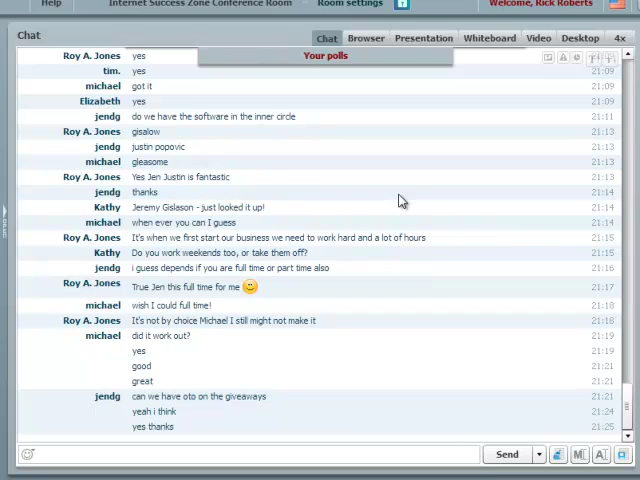 Help Internet Success Zone Conference Room Room settings Welcome, Rick Roberts
Chat
Chat Browser Presentation Whiteboard Video Desktop 4x
Your polls
Roy A. Jones yes 21:09
tim. yes 21:09
michael got it 21:09
Elizabeth yes 21:09
jendg do we have the software in the inner circle 21:11
Roy A. Jones gisalow 21:13
jendg justin popovic 21:13
michael gleasome 21:13
Roy A. Jones Yes Jen Justin is fantastic 21:13
jendg thanks 21:14
Kathy Jeremy Gislason - just looked it up! 21:14
michael when ever you can I guess 21:14
Roy A. Jones It's when we first start our business we need to work hard and a lot of hours 21:15
Kathy Do you work weekends too, or take them off? 21:15
jendg i guess depends if you are full time or part time also 21:16
Roy A. Jones True Jen this full time for me 21:17
michael wish I could full time! 21:18
Roy A. Jones It's not by choice Michael I still might not make it 21:18
michael did it work out? 21:19
yes 21:19
good 21:21
great 21:21
jendg can we have oto on the giveaways 21:21
yeah i think 21:24
yes thanks 21:25
Send M A